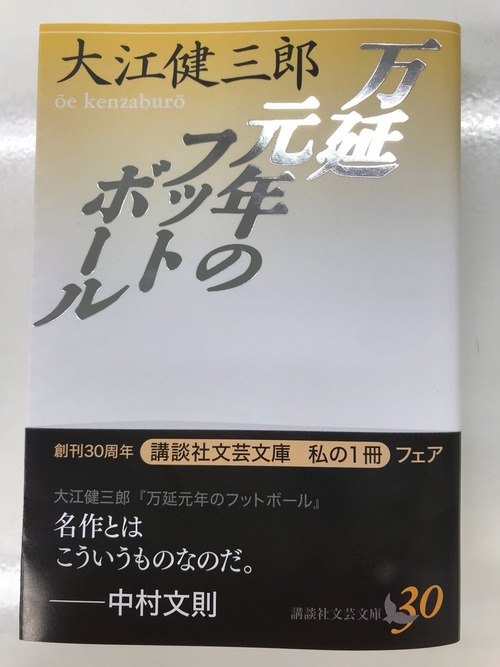 大江健三郎
ōe kenzaburō
万延
元年の
フット
ボール
創刊30周年 講談社文芸文庫 私の1冊 フェア
大江健三郎『万延元年のフットボール』
名作とは
こういうものなのだ。
──中村文則
講談社文芸文庫 30